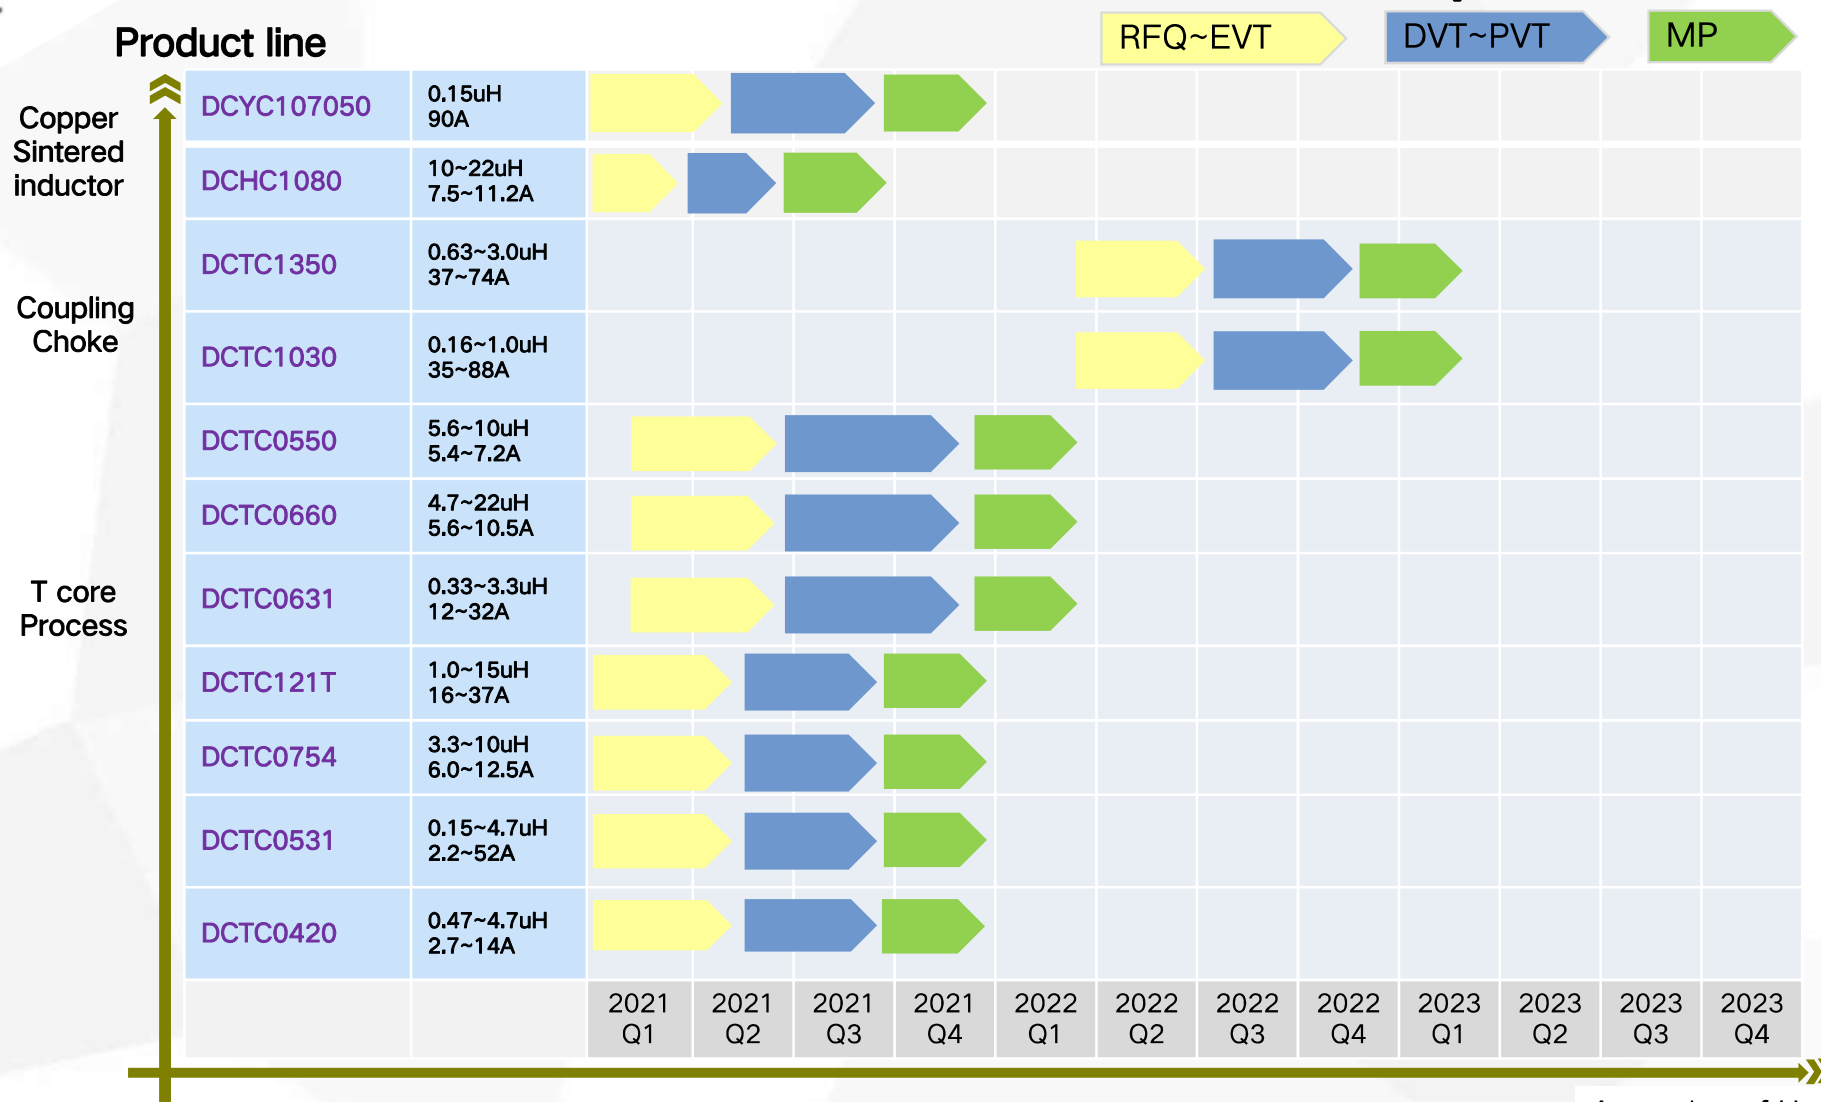 Product line
RFQ~EVT
DVT~PVT
MP
Copper
Sintered
inductor
DCYC107050
0.15uH
90A
DCHC1080
10~22uH
7.5~11.2A
Coupling
Choke
DCTC1350
0.63~3.0uH
37~74A
DCTC1030
0.16~1.0uH
35~88A
T core
Process
DCTC0550
5.6~10uH
5.4~7.2A
DCTC0660
4.7~22uH
5.6~10.5A
DCTC0631
0.33~3.3uH
12~32A
DCTC121T
1.0~15uH
16~37A
DCTC0754
3.3~10uH
6.0~12.5A
DCTC0531
0.15~4.7uH
2.2~52A
DCTC0420
0.47~4.7uH
2.7~14A
2021
Q1
2021
Q2
2021
Q3
2021
Q4
2022
Q1
2022
Q2
2022
Q3
2022
Q4
2023
Q1
2023
Q2
2023
Q3
2023
Q4